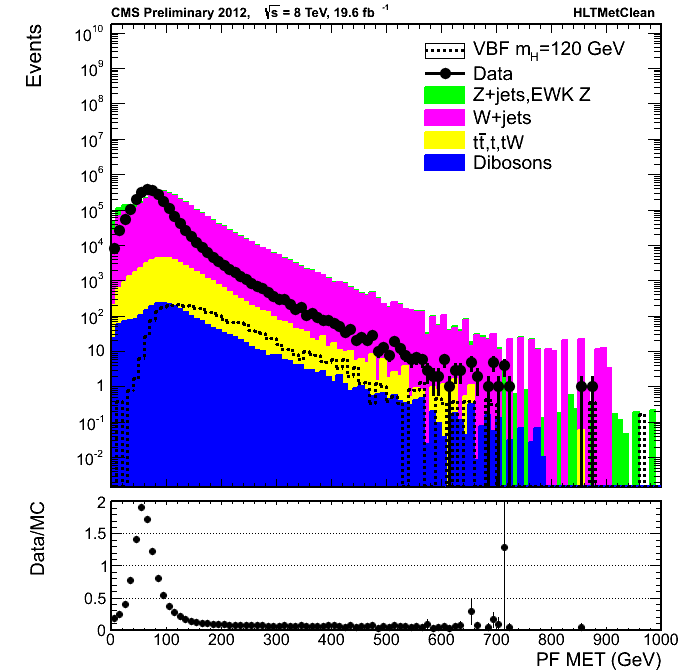 CMS Preliminary 2012, √s = 8 TeV, 19.6 fb⁻¹ HLTMetClean
Events
10¹⁰
10⁹
10⁸
10⁷
10⁶
10⁵
10⁴
10³
10²
10
1
10⁻¹
10⁻²
VBF m_H=120 GeV
Data
Z+jets,EWK Z
W+jets
tt̄,t,tW
Dibosons
Data/MC
2
1.5
1
0.5
0
0 100 200 300 400 500 600 700 800 900 1000
PF MET (GeV)